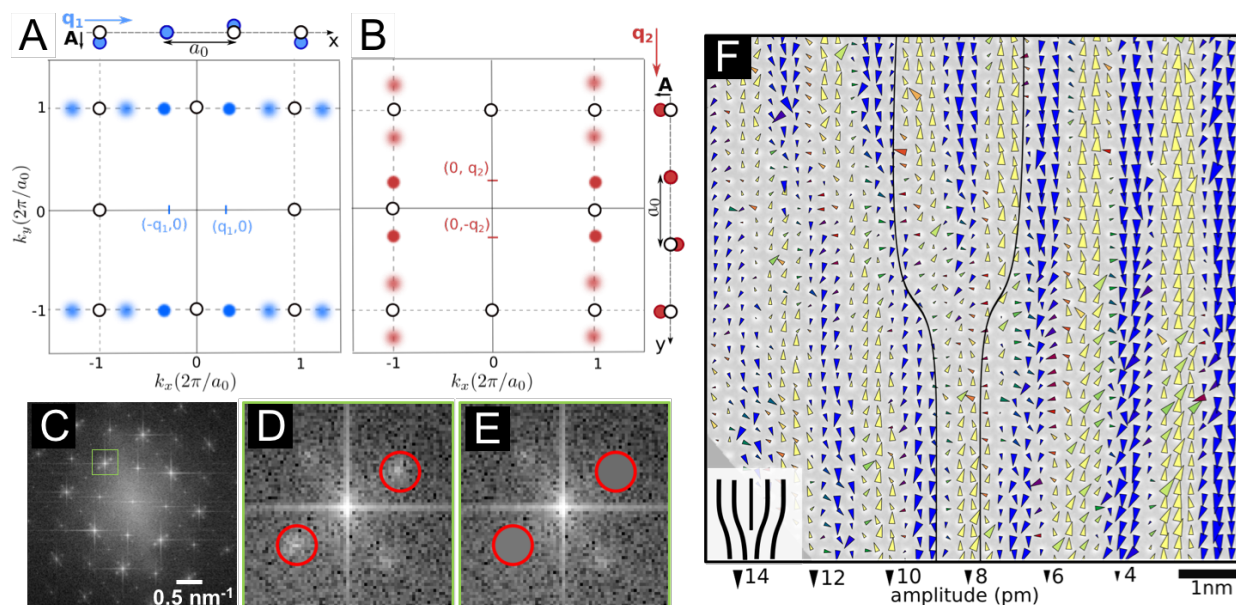 A
q₁
A
a₀
x
1
0
-1
(-q₁,0)
(q₁,0)
-1
0
1
kₓ(2π/a₀)
k_y(2π/a₀)
B
q₂
A
(0, q₂)
(0,-q₂)
a₀
y
-1
0
1
kₓ(2π/a₀)
C
0.5 nm⁻¹
D
E
F
14
12
10
8
6
4
amplitude (pm)
1nm